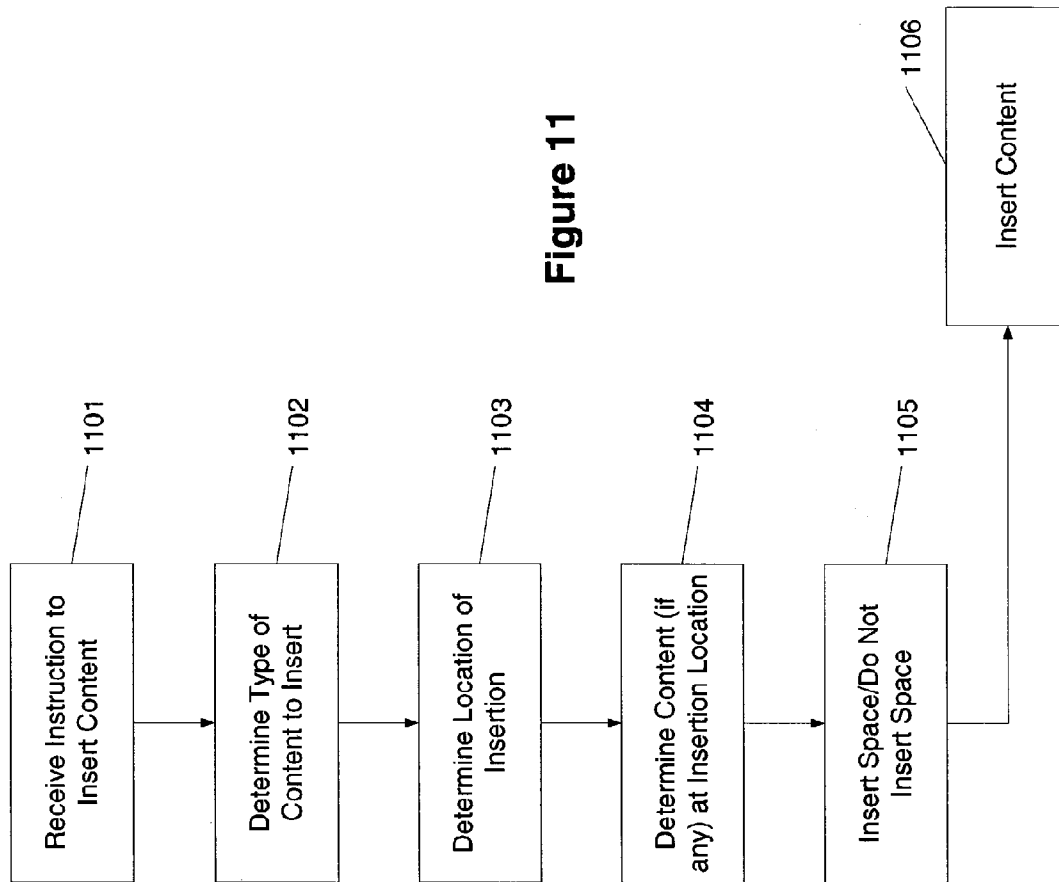 Receive Instruction to
Insert Content
1101
Determine Type of
Content to Insert
1102
Determine Location of
Insertion
1103
Determine Content (if
any) at Insertion Location
1104
Insert Space/Do Not
Insert Space
1105
Insert Content
1106
Figure 11